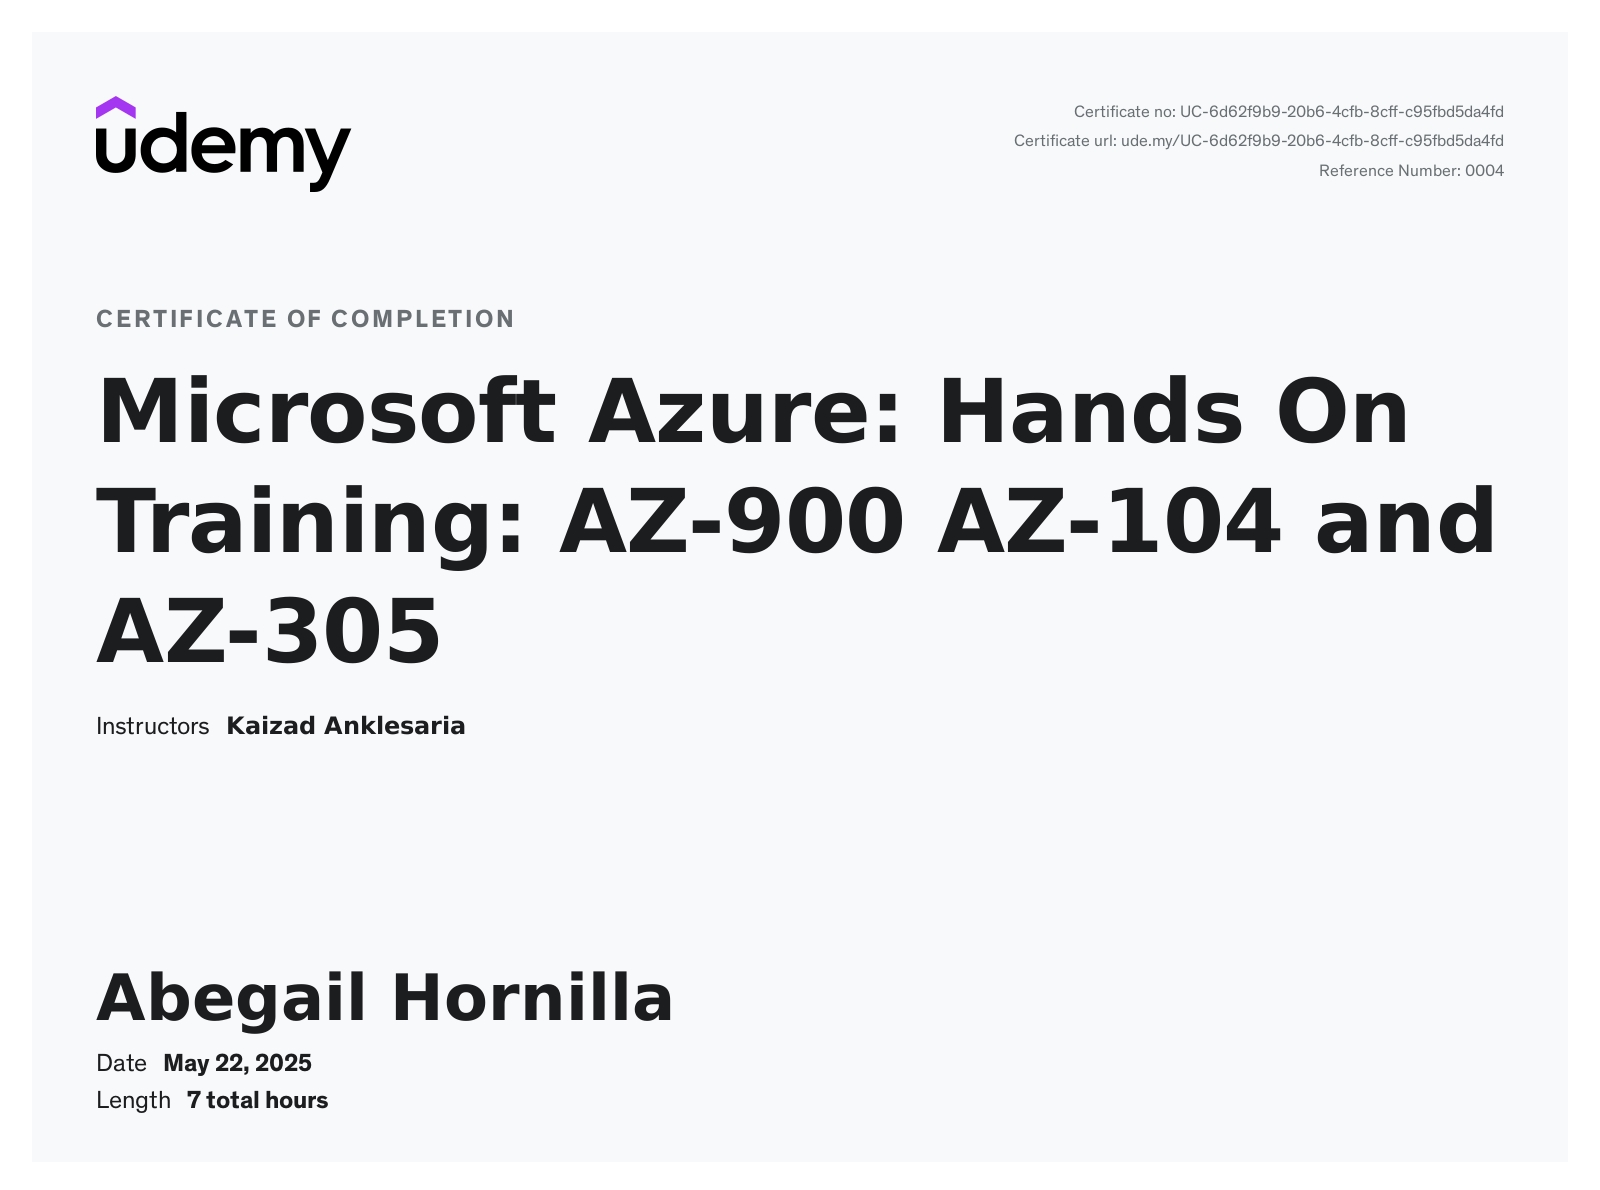 udemy
Certificate no: UC-6d62f9b9-20b6-4cfb-8cff-c95fbd5da4fd
Certificate url: ude.my/UC-6d62f9b9-20b6-4cfb-8cff-c95fbd5da4fd
Reference Number: 0004
CERTIFICATE OF COMPLETION
Microsoft Azure: Hands On
Training: AZ-900 AZ-104 and
AZ-305
Instructors Kaizad Anklesaria
Abegail Hornilla
Date May 22, 2025
Length 7 total hours